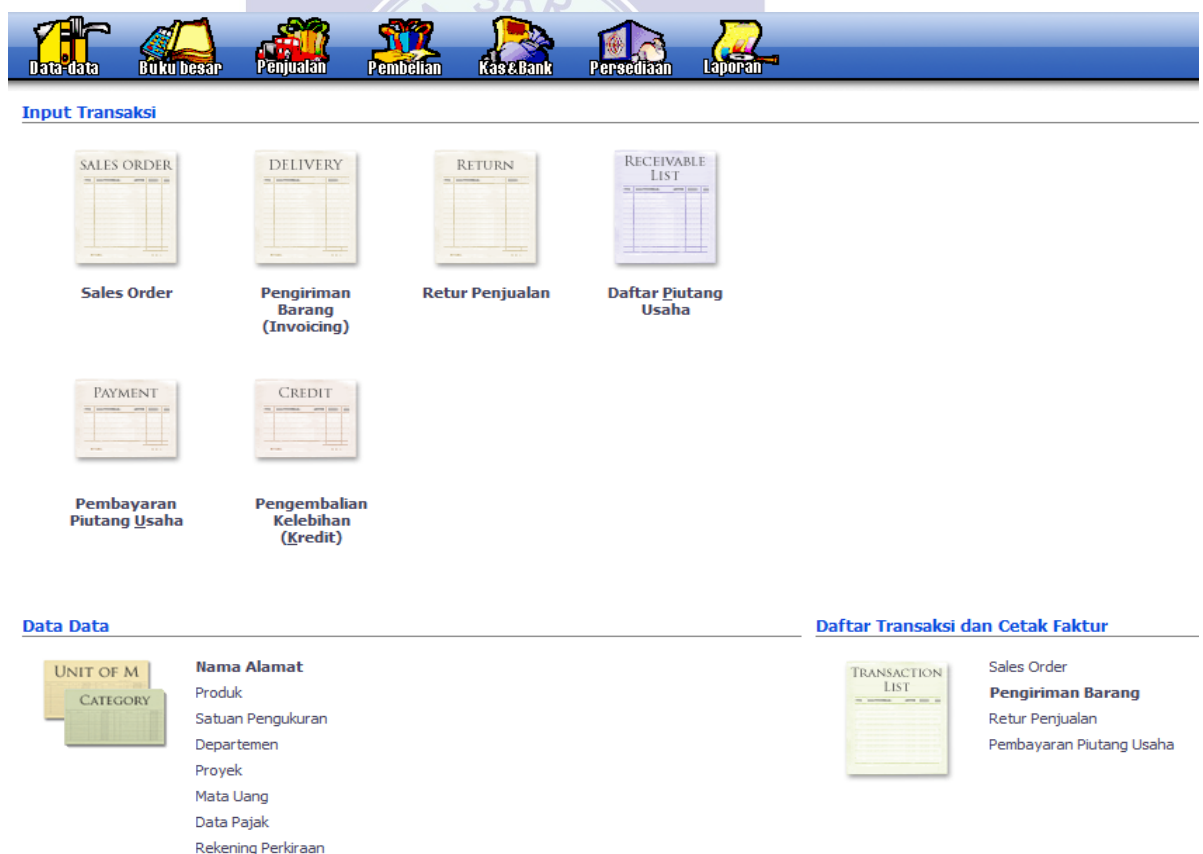 Data-data Buku besar Penjualan Pembelian Kas&Bank Persediaan Laporan
Input Transaksi
SALES ORDER
DELIVERY
RETURN
RECEIVABLE
LIST
Sales Order
Pengiriman
Barang
(Invoicing)
Retur Penjualan
Daftar Piutang
Usaha
PAYMENT
CREDIT
Pembayaran
Piutang Usaha
Pengembalian
Kelebihan
(Kredit)
Data Data
UNIT OF M
CATEGORY
Nama Alamat
Produk
Satuan Pengukuran
Departemen
Proyek
Mata Uang
Data Pajak
Rekening Perkiraan
Daftar Transaksi dan Cetak Faktur
TRANSACTION
LIST
Sales Order
Pengiriman Barang
Retur Penjualan
Pembayaran Piutang Usaha